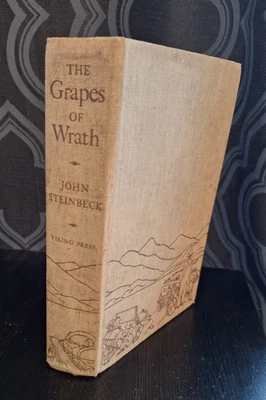 THE
Grapes
OF
Wrath
JOHN
STEINBECK
VIKING PRESS